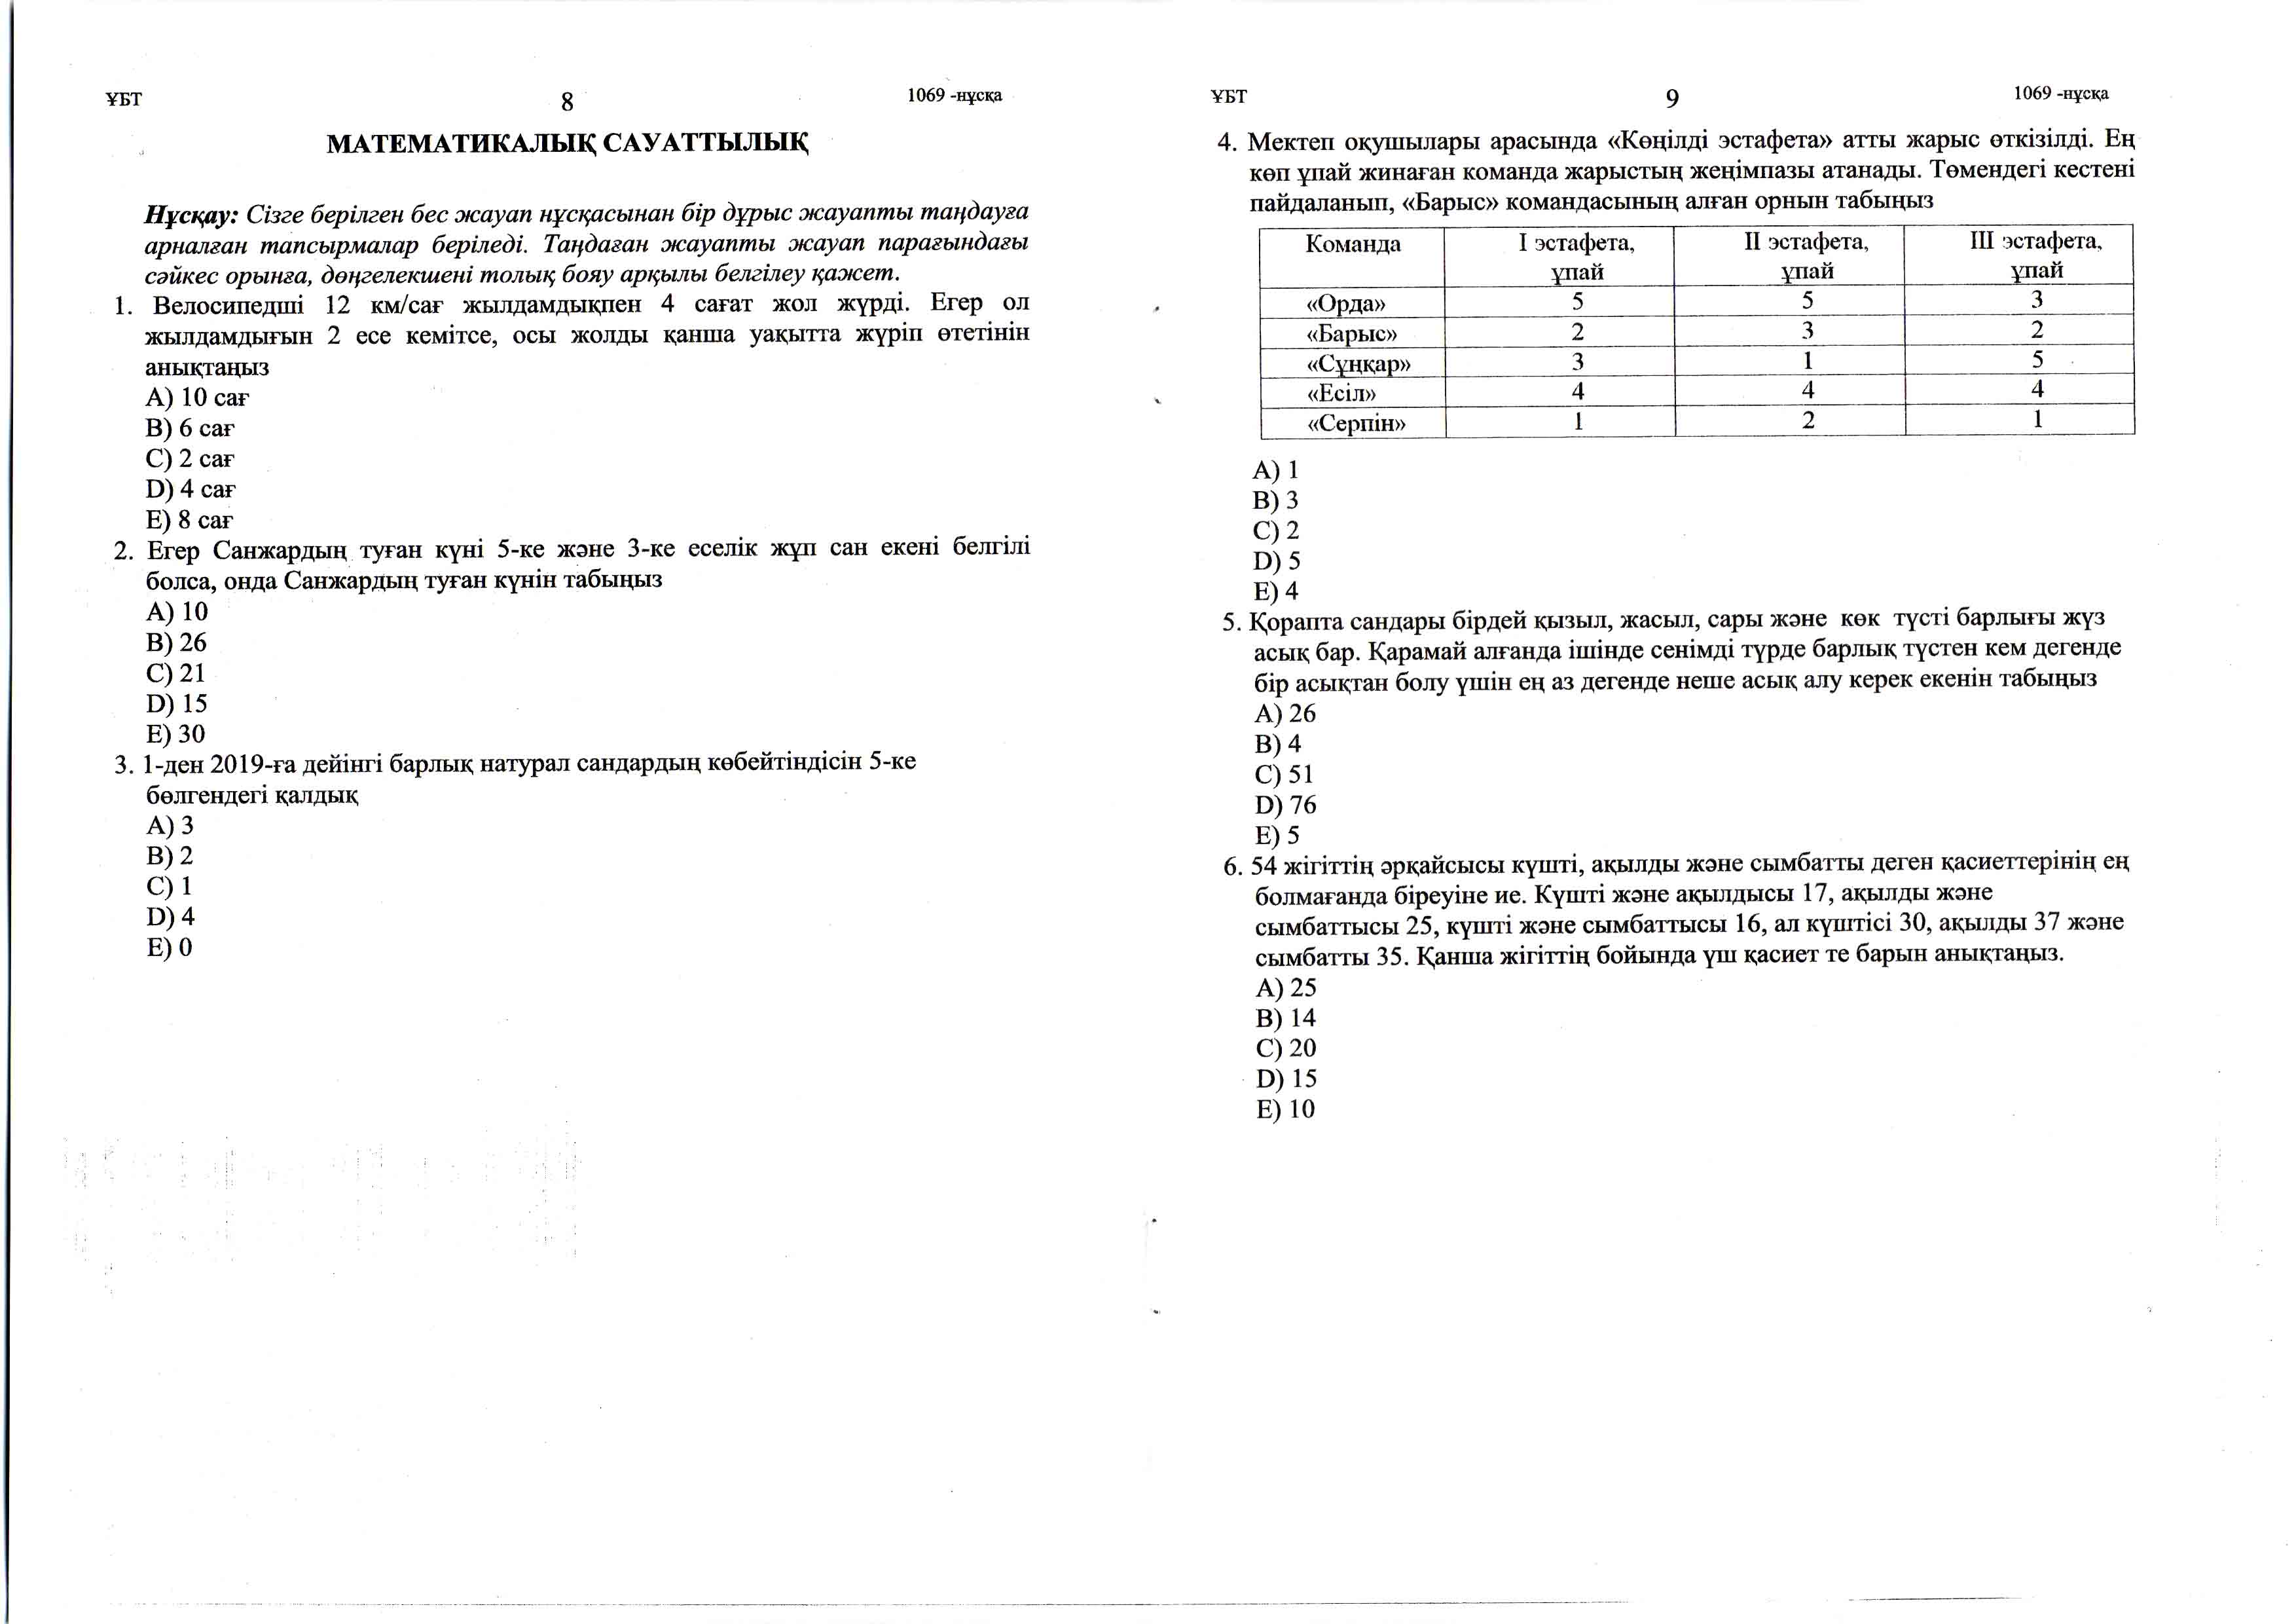 ҰБТ 8 1069 -нұсқа
МАТЕМАТИКАЛЫҚ САУАТТЫЛЫҚ
Нұсқау: Сізге берілген бес жауап нұсқасынан бір дұрыс жауапты таңдауға
арналған тапсырмалар беріледі. Таңдаған жауапты жауап парағындағы
сәйкес орынға, дөңгелекшені толық бояу арқылы белгілеу қажет.
1. Велосипедші 12 км/сағ жылдамдықпен 4 сағат жол жүрді. Егер ол
жылдамдығын 2 есе кемітсе, осы жолды қанша уақытта жүріп өтетінін
анықтаңыз
A) 10 сағ
B) 6 сағ
C) 2 сағ
D) 4 сағ
E) 8 сағ
2. Егер Санжардың туған күні 5-ке және 3-ке еселік жұп сан екені белгілі
болса, онда Санжардың туған күнін табыңыз
A) 10
B) 26
C) 21
D) 15
E) 30
3. 1-ден 2019-ға дейінгі барлық натурал сандардың көбейтіндісін 5-ке
бөлгендегі қалдық
A) 3
B) 2
C) 1
D) 4
E) 0
ҰБТ 9 1069 -нұсқа
4. Мектеп оқушылары арасында «Көңілді эстафета» атты жарыс өткізілді. Ең
көп ұпай жинаған команда жарыстың жеңімпазы атанады. Төмендегі кестені
пайдаланып, «Барыс» командасының алған орнын табыңыз
Команда I эстафета, II эстафета, III эстафета,
ұпай ұпай ұпай
«Орда» 5 5 3
«Барыс» 2 3 2
«Сұңқар» 3 1 5
«Есіл» 4 4 4
«Серпін» 1 2 1
A) 1
B) 3
C) 2
D) 5
E) 4
5. Қорапта сандары бірдей қызыл, жасыл, сары және көк түсті барлығы жүз
асық бар. Қарамай алғанда ішінде сенімді түрде барлық түстен кем дегенде
бір асықтан болу үшін ең аз дегенде неше асық алу керек екенін табыңыз
A) 26
B) 4
C) 51
D) 76
E) 5
6. 54 жігіттің әрқайсысы күшті, ақылды және сымбатты деген қасиеттерінің ең
болмағанда біреуіне ие. Күшті және ақылдысы 17, ақылды және
сымбаттысы 25, күшті және сымбаттысы 16, ал күштісі 30, ақылды 37 және
сымбатты 35. Қанша жігіттің бойында үш қасиет те барын анықтаңыз.
A) 25
B) 14
C) 20
D) 15
E) 10